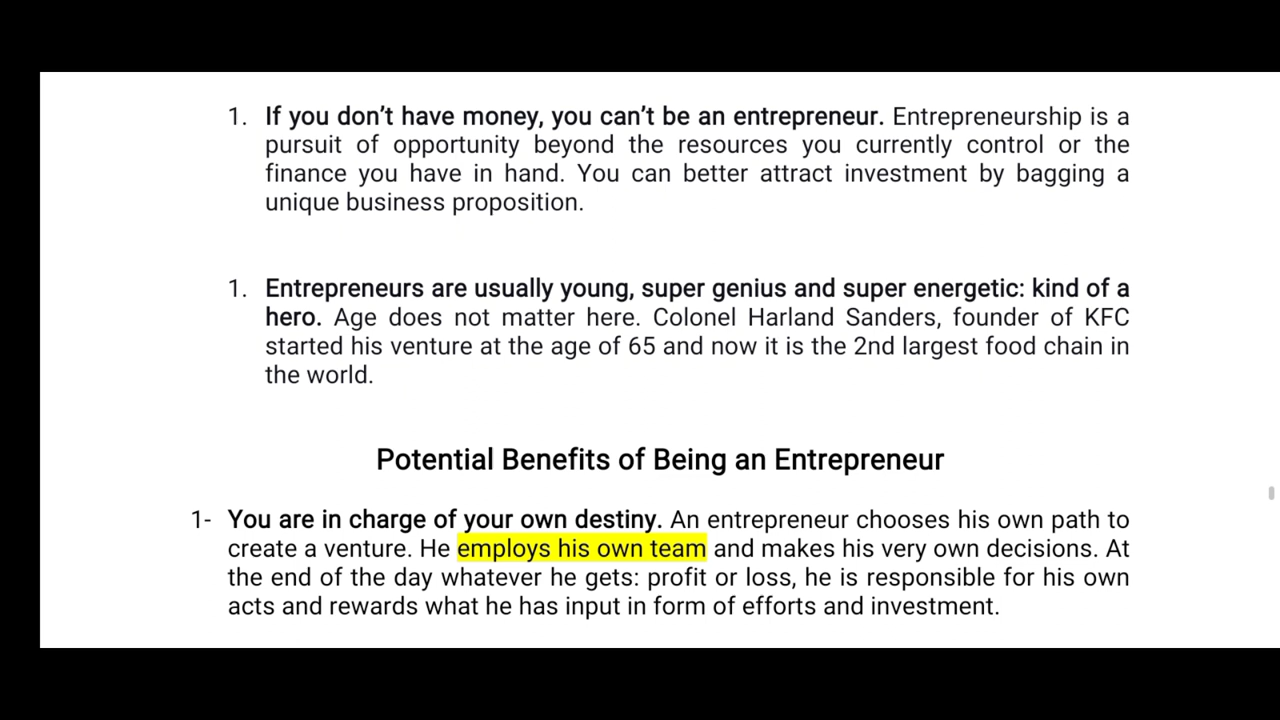 1. If you don’t have money, you can’t be an entrepreneur. Entrepreneurship is a
pursuit of opportunity beyond the resources you currently control or the
finance you have in hand. You can better attract investment by bagging a
unique business proposition.
1. Entrepreneurs are usually young, super genius and super energetic: kind of a
hero. Age does not matter here. Colonel Harland Sanders, founder of KFC
started his venture at the age of 65 and now it is the 2nd largest food chain in
the world.
Potential Benefits of Being an Entrepreneur
1- You are in charge of your own destiny. An entrepreneur chooses his own path to
create a venture. He employs his own team and makes his very own decisions. At
the end of the day whatever he gets: profit or loss, he is responsible for his own
acts and rewards what he has input in form of efforts and investment.